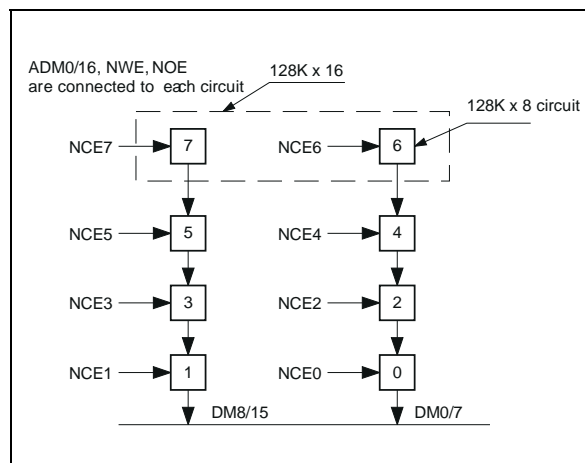 ADM0/16, NWE, NOE
are connected to each circuit
128K x 16
128K x 8 circuit
NCE7
7
NCE6
6
NCE5
5
NCE4
4
NCE3
3
NCE2
2
NCE1
1
NCE0
0
DM8/15
DM0/7